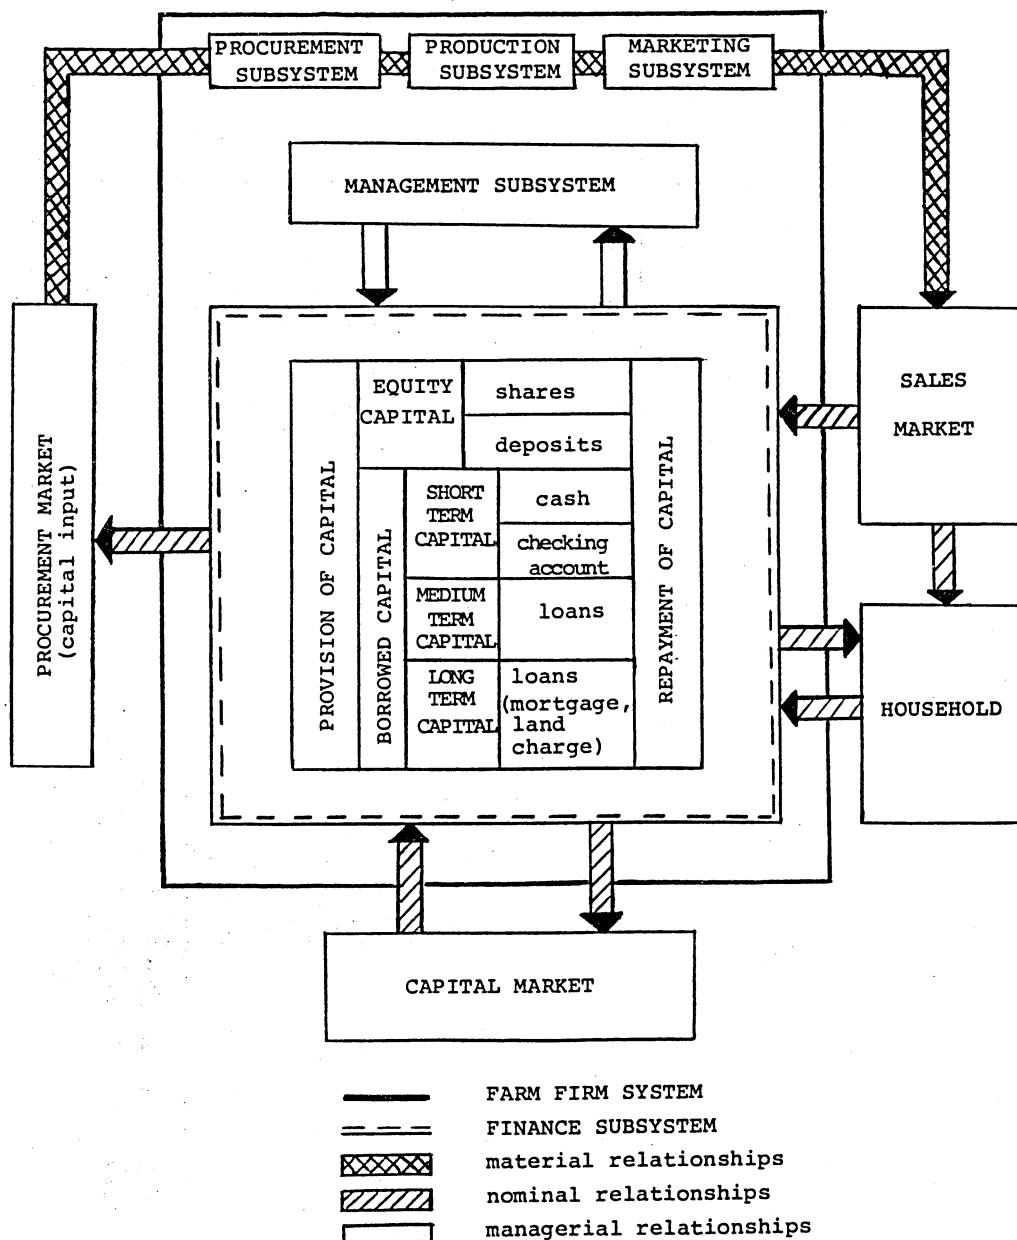 PROCUREMENT
SUBSYSTEM
PRODUCTION
SUBSYSTEM
MARKETING
SUBSYSTEM
MANAGEMENT SUBSYSTEM
PROCUREMENT MARKET
(capital input)
PROVISION OF CAPITAL
EQUITY
CAPITAL
shares
deposits
BORROWED CAPITAL
SHORT
TERM
CAPITAL
cash
checking
account
MEDIUM
TERM
CAPITAL
loans
LONG
TERM
CAPITAL
loans
(mortgage,
land
charge)
REPAYMENT OF CAPITAL
SALES
MARKET
HOUSEHOLD
CAPITAL MARKET
FARM FIRM SYSTEM
FINANCE SUBSYSTEM
material relationships
nominal relationships
managerial relationships